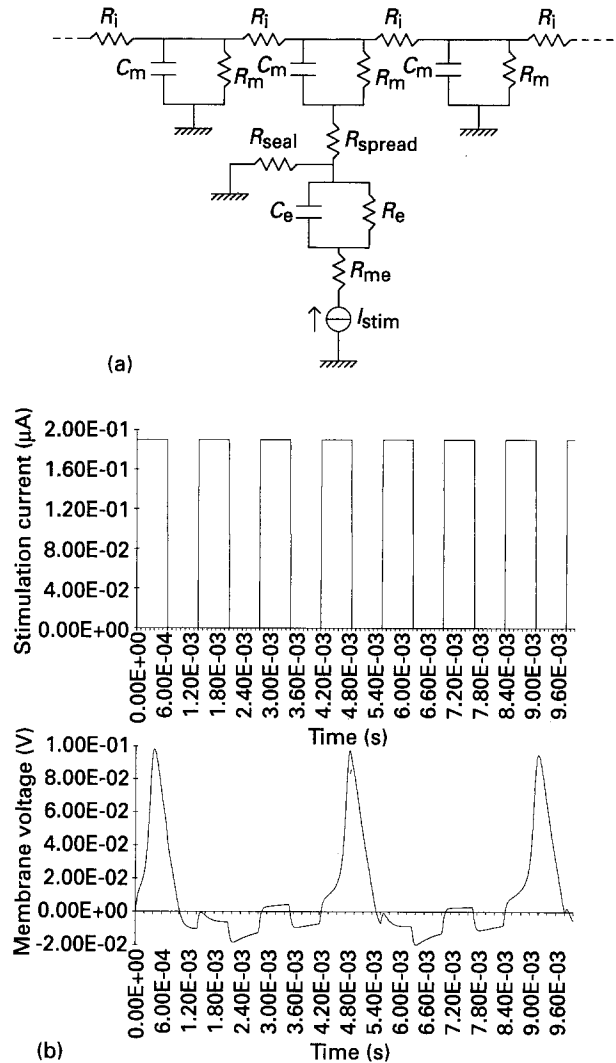 Ri Ri Ri Ri
Cm Rm Cm Rm Cm Rm
Rseal Rspread
Ce Re
Rme
Istim
(a)
Stimulation current (μA)
2.00E-01
1.60E-01
1.20E-01
8.00E-02
4.00E-02
0.00E+00
0.00E+00 6.00E-04 1.20E-03 1.80E-03 2.40E-03 3.00E-03 3.60E-03 4.20E-03 4.80E-03 5.40E-03 6.00E-03 6.60E-03 7.20E-03 7.80E-03 8.40E-03 9.00E-03 9.60E-03
Time (s)
Membrane voltage (V)
1.00E-01
8.00E-02
6.00E-02
4.00E-02
2.00E-02
0.00E+00
-2.00E-02
0.00E+00 6.00E-04 1.20E-03 1.80E-03 2.40E-03 3.00E-03 3.60E-03 4.20E-03 4.80E-03 5.40E-03 6.00E-03 6.60E-03 7.20E-03 7.80E-03 8.40E-03 9.00E-03 9.60E-03
Time (s)
(b)